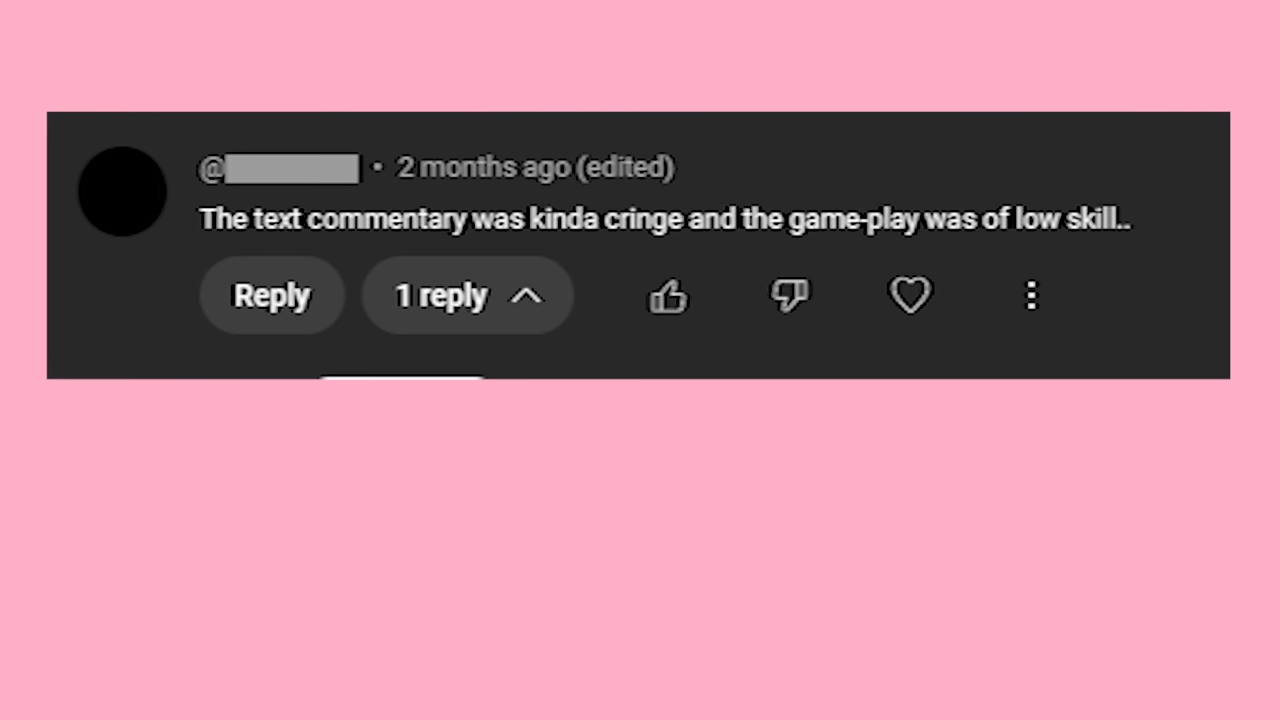 @ • 2 months ago (edited)
The text commentary was kinda cringe and the game-play was of low skill..
Reply 1 reply